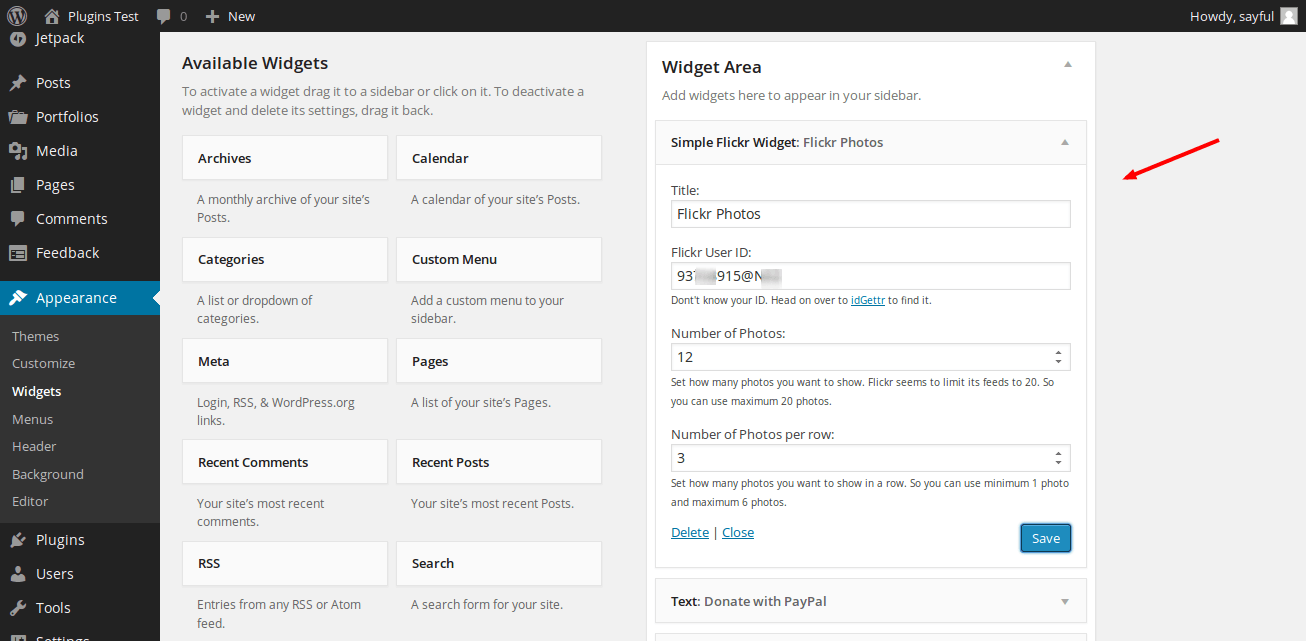 Plugins Test
0
New
Howdy, sayful
Jetpack
Posts
Portfolios
Media
Pages
Comments
Feedback
Appearance
Themes
Customize
Widgets
Menus
Header
Background
Editor
Plugins
Users
Tools
Settings
Available Widgets
To activate a widget drag it to a sidebar or click on it. To deactivate a
widget and delete its settings, drag it back.
Archives
A monthly archive of your site’s
Posts.
Calendar
A calendar of your site’s Posts.
Categories
A list or dropdown of
categories.
Custom Menu
Add a custom menu to your
sidebar.
Meta
Login, RSS, & WordPress.org
links.
Pages
A list of your site’s Pages.
Recent Comments
Your site’s most recent
comments.
Recent Posts
Your site’s most recent Posts.
RSS
Entries from any RSS or Atom
feed.
Search
A search form for your site.
Widget Area
Add widgets here to appear in your sidebar.
Simple Flickr Widget: Flickr Photos
Title:
Flickr Photos
Flickr User ID:
Don't know your ID. Head on over to idGettr to find it.
Number of Photos:
12
Set how many photos you want to show. Flickr seems to limit its feeds to 20. So
you can use maximum 20 photos.
Number of Photos per row:
3
Set how many photos you want to show in a row. So you can use minimum 1 photo
and maximum 6 photos.
Delete | Close
Save
Text: Donate with PayPal